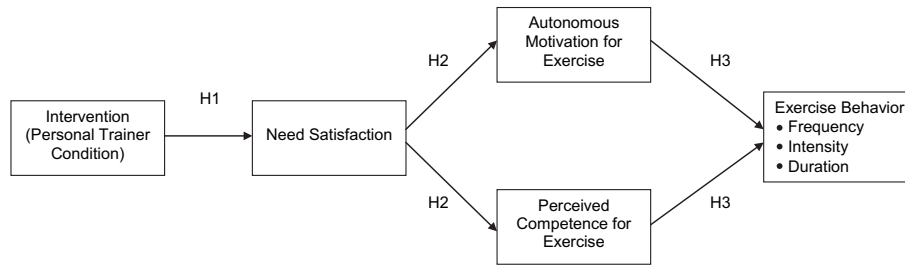 Autonomous
Motivation for
Exercise
H2
H3
H1
Intervention
(Personal Trainer
Condition)
Need Satisfaction
Exercise Behavior
• Frequency
• Intensity
• Duration
H2
H3
Perceived
Competence for
Exercise